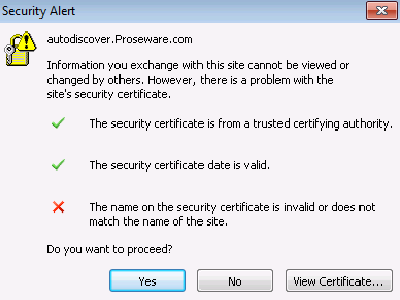 Security Alert
autodiscover.Proseware.com
Information you exchange with this site cannot be viewed or
changed by others. However, there is a problem with the
site's security certificate.
The security certificate is from a trusted certifying authority.
The security certificate date is valid.
The name on the security certificate is invalid or does not
match the name of the site.
Do you want to proceed?
Yes No View Certificate...